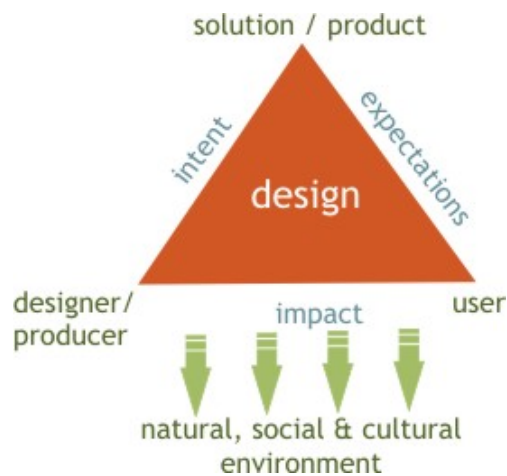 solution / product
intent
expectations
design
designer/
producer
impact
user
natural, social & cultural
environment